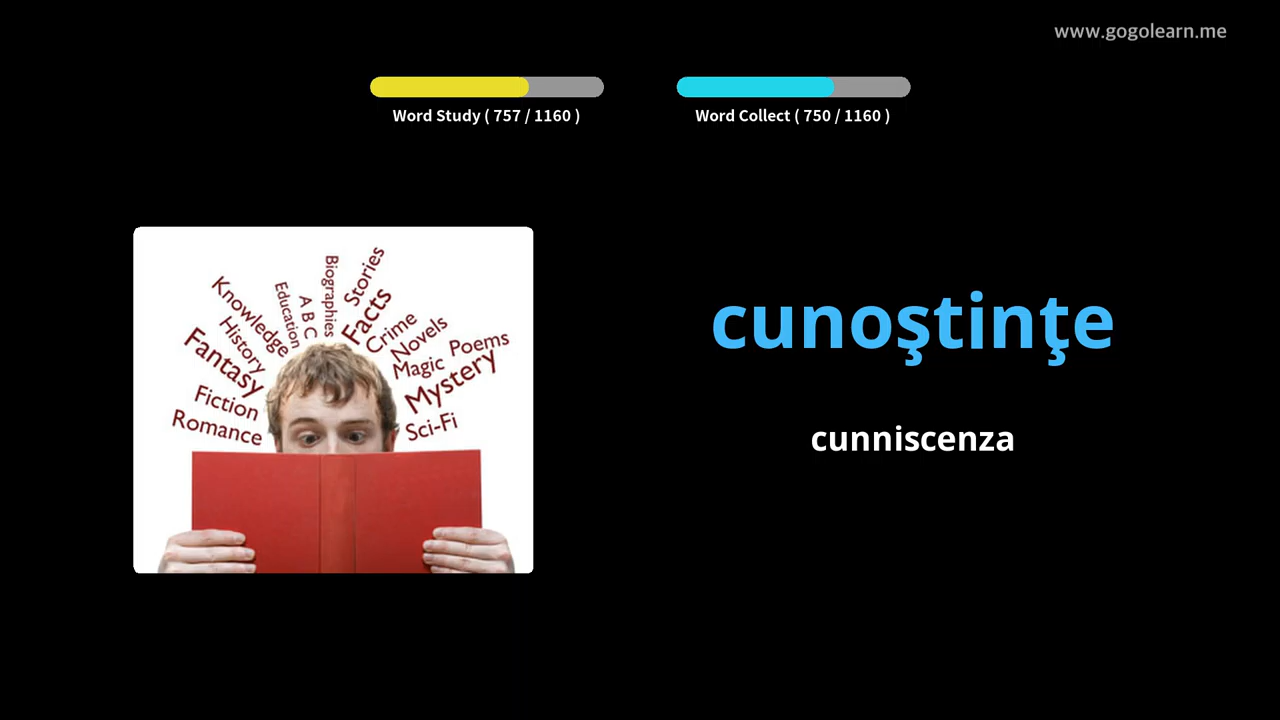 www.gogolearn.me
Word Study ( 757 / 1160 )
Word Collect ( 750 / 1160 )
Knowledge
Education
A B C
Biographies
Stories
Facts
History
Crime
Novels
Fantasy
Magic
Poems
Mystery
Fiction
Romance
Sci-Fi
cunoştinţe
cunniscenza